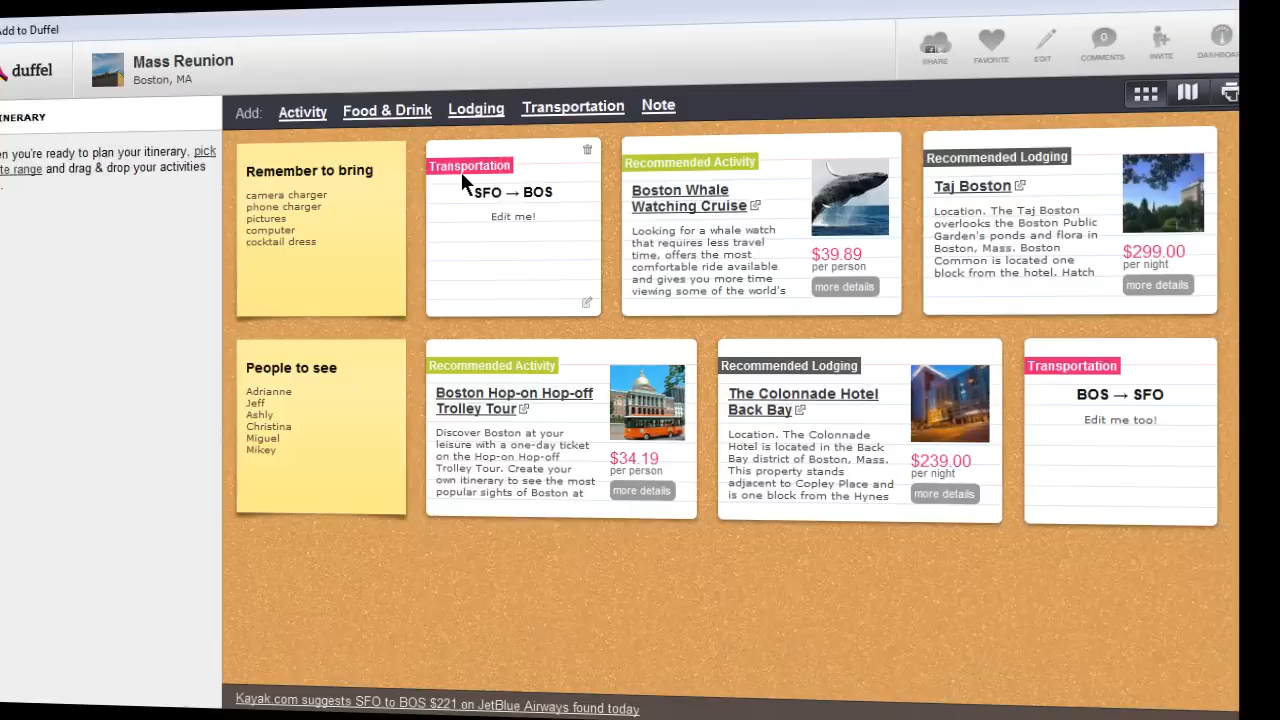 Add to Duffel
duffel
Mass Reunion
Boston, MA
SHARE
FAVORITE
EDIT
0
COMMENTS
INVITE
Add: Activity Food & Drink Lodging Transportation Note
you're ready to plan your itinerary, pick
range and drag & drop your activities
Remember to bring
camera charger
phone charger
pictures
computer
cocktail dress
Transportation
SFO → BOS
Edit me!
Recommended Activity
Boston Whale
Watching Cruise
Looking for a whale watch
that requires less travel
time, offers the most
comfortable ride available
and gives you more time
viewing some of the world's
$39.89
per person
more details
Recommended Lodging
Taj Boston
Location. The Taj Boston
overlooks the Boston Public
Garden's ponds and flora in
Boston, Mass. Boston
Common is located one
block from the hotel. Hatch
$299.00
per night
more details
People to see
Adrianne
Jeff
Ashly
Christina
Miguel
Mikey
Recommended Activity
Boston Hop-on Hop-off
Trolley Tour
Discover Boston at your
leisure with a one-day ticket
on the Hop-on Hop-off
Trolley Tour. Create your
own itinerary to see the most
popular sights of Boston at
$34.19
per person
more details
Recommended Lodging
The Colonnade Hotel
Back Bay
Location. The Colonnade
Hotel is located in the Back
Bay district of Boston, Mass.
This property stands
adjacent to Copley Place and
is one block from the Hynes
$239.00
per night
more details
Transportation
BOS → SFO
Edit me too!
Kayak.com suggests SFO to BOS $221 on JetBlue Airways found today